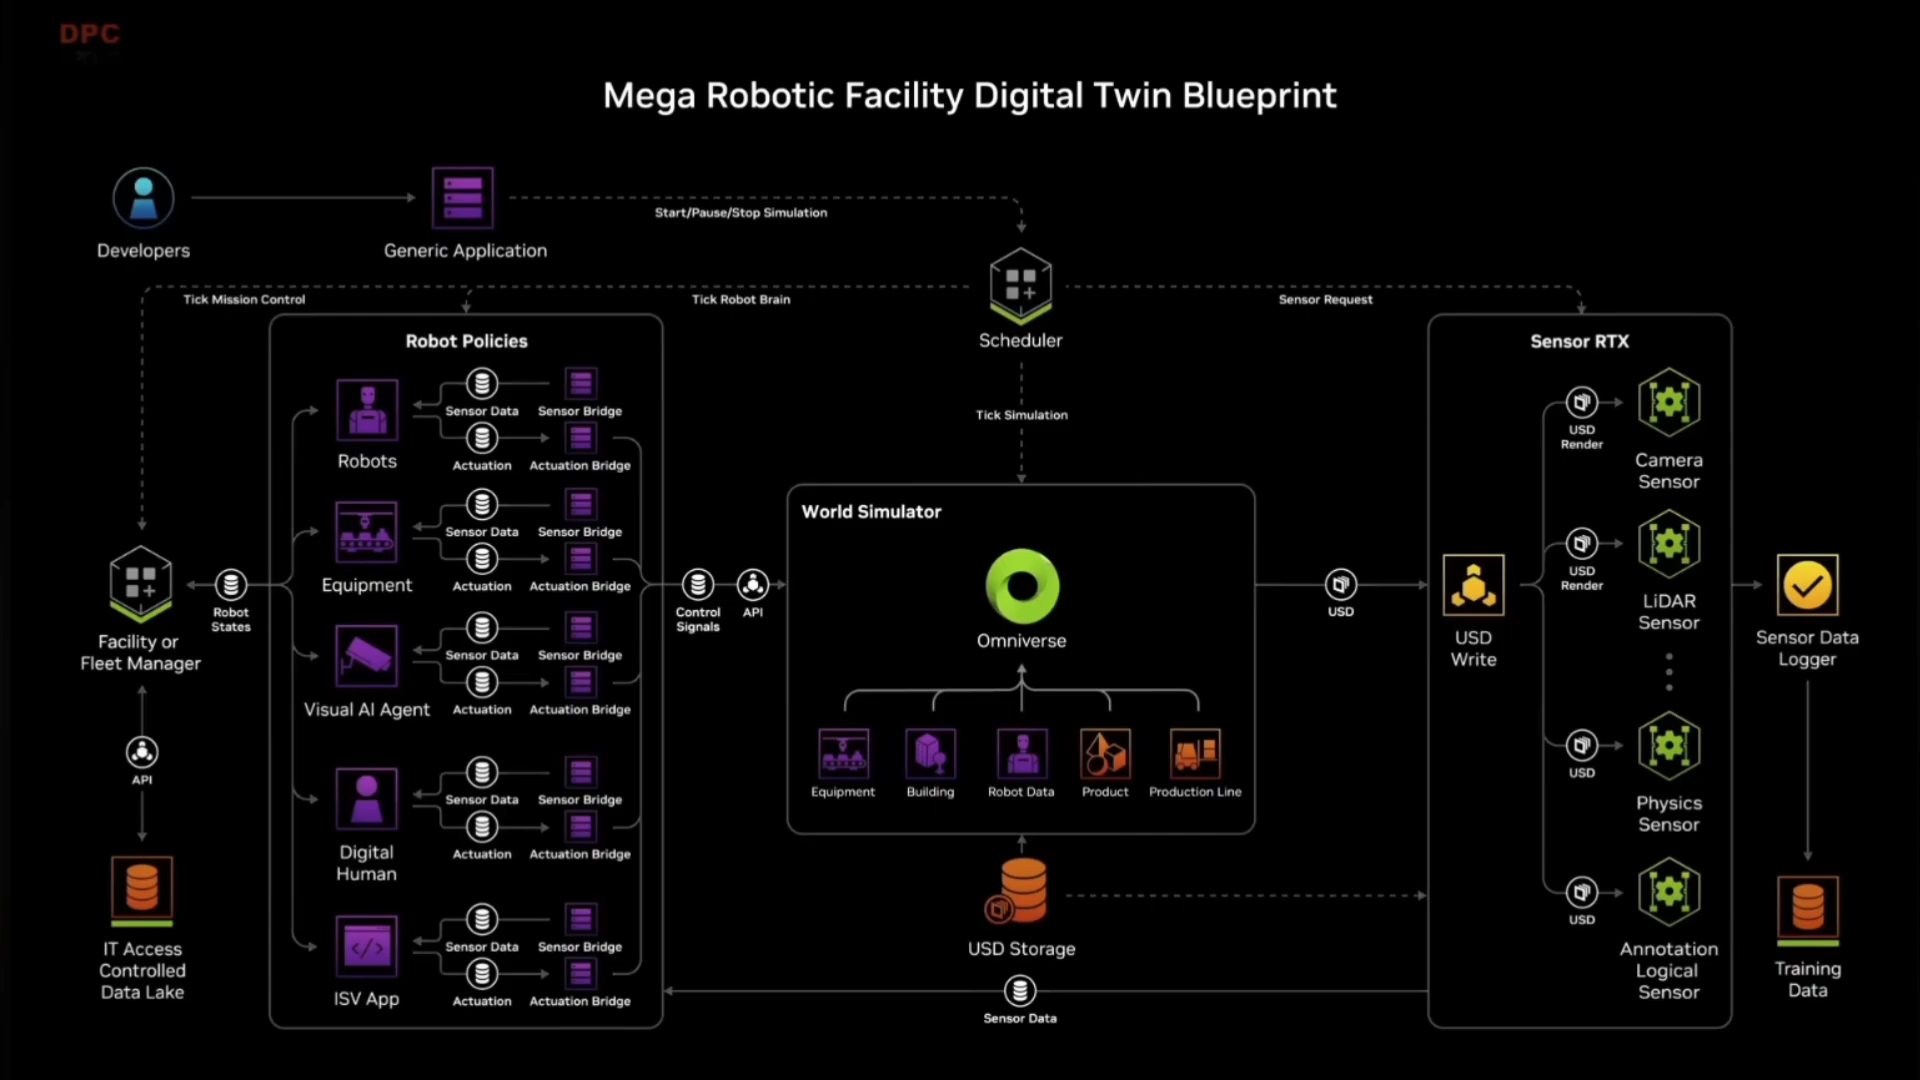 DPC
Mega Robotic Facility Digital Twin Blueprint
Developers
Generic Application
Start/Pause/Stop Simulation
Tick Mission Control
Tick Robot Brain
Scheduler
Sensor Request
Tick Simulation
Facility or
Fleet Manager
Robot
States
API
IT Access
Controlled
Data Lake
Robot Policies
Robots
Sensor Data
Sensor Bridge
Actuation
Actuation Bridge
Equipment
Sensor Data
Sensor Bridge
Actuation
Actuation Bridge
Visual AI Agent
Sensor Data
Sensor Bridge
Actuation
Actuation Bridge
Digital
Human
Sensor Data
Sensor Bridge
Actuation
Actuation Bridge
ISV App
Sensor Data
Sensor Bridge
Actuation
Actuation Bridge
Control
Signals
API
World Simulator
Omniverse
Equipment
Building
Robot Data
Product
Production Line
USD Storage
Sensor Data
USD
Sensor RTX
USD
Write
USD
Render
Camera
Sensor
USD
Render
LiDAR
Sensor
USD
Physics
Sensor
USD
Annotation
Logical
Sensor
Sensor Data
Logger
Training
Data